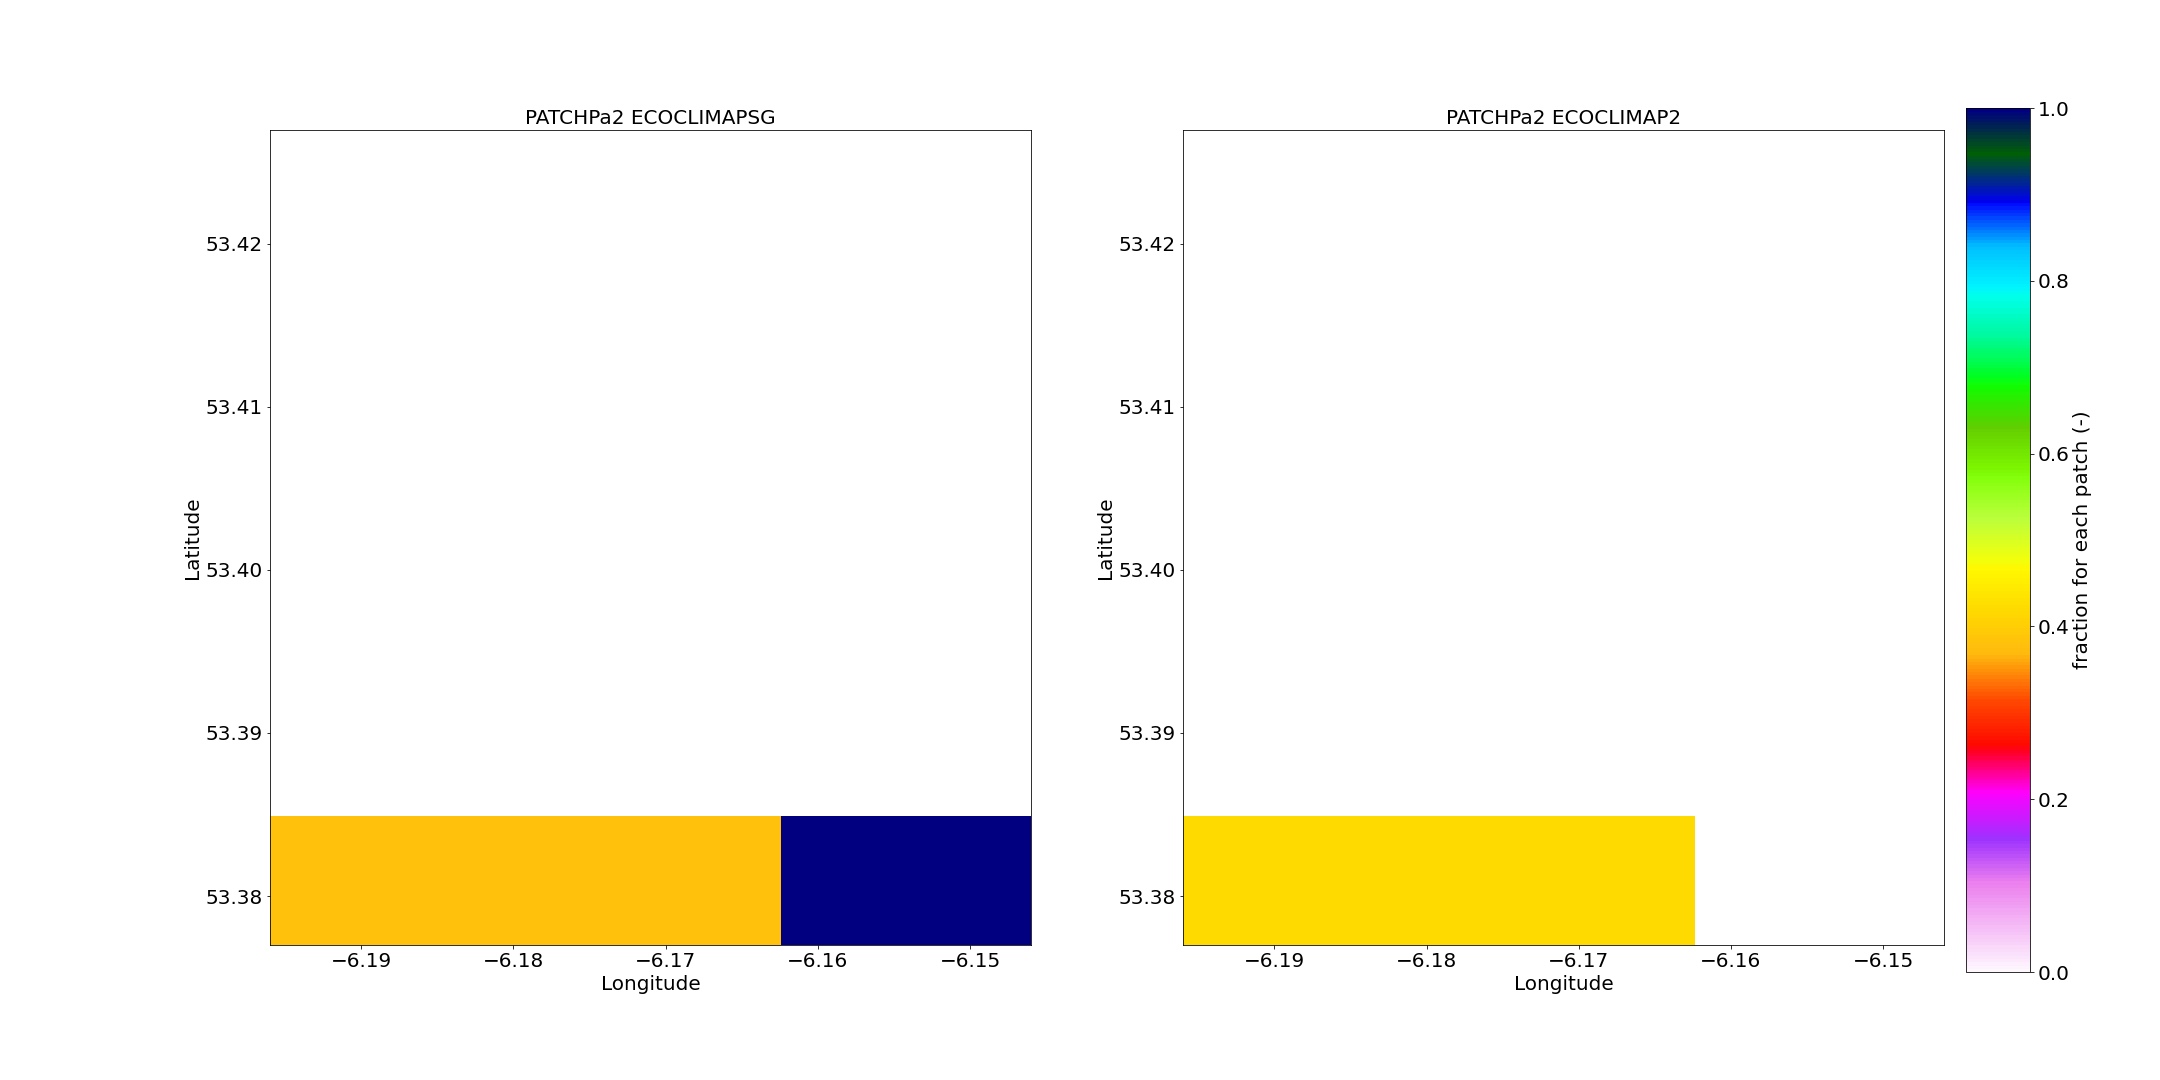 PATCHPa2 ECOCLIMAPSG
53.42
53.41
53.40
53.39
53.38
Latitude
−6.19 −6.18 −6.17 −6.16 −6.15
Longitude
PATCHPa2 ECOCLIMAP2
53.42
53.41
53.40
53.39
53.38
Latitude
−6.19 −6.18 −6.17 −6.16 −6.15
Longitude
1.0
0.8
0.6
0.4
0.2
0.0
fraction for each patch (-)